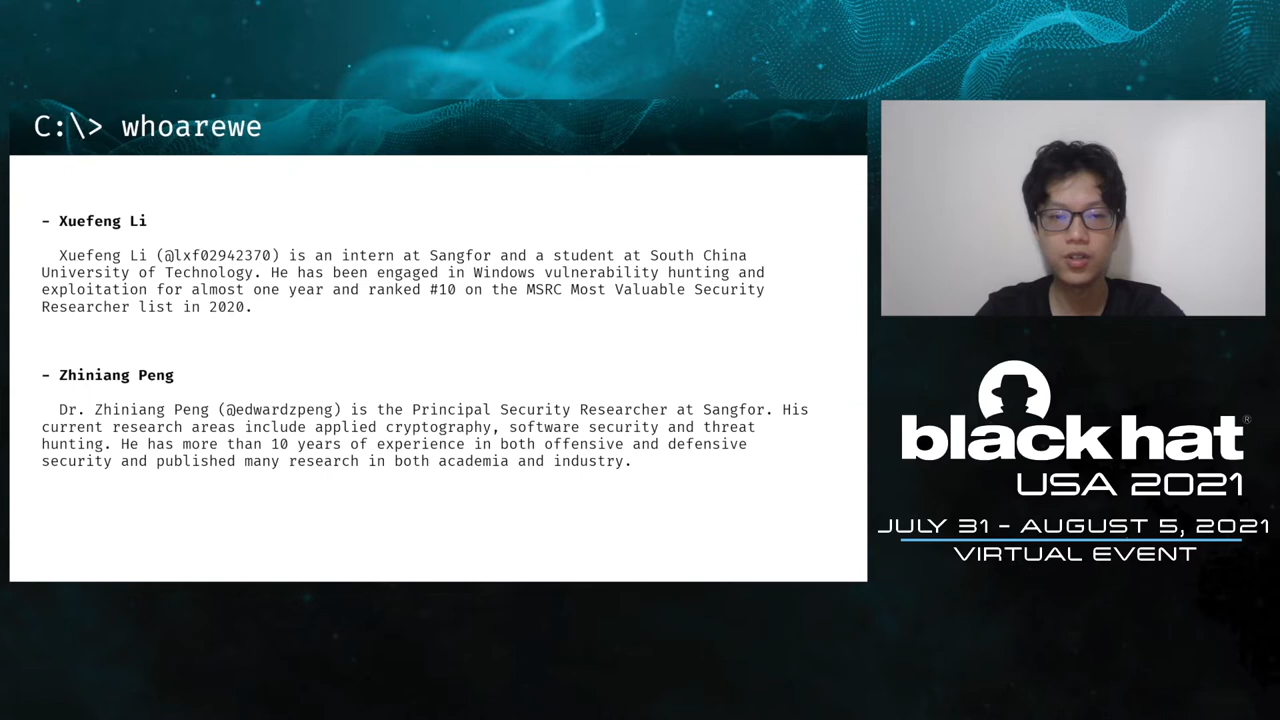 C:\> whoarewe
- Xuefeng Li
Xuefeng Li (@lxf02942370) is an intern at Sangfor and a student at South China
University of Technology. He has been engaged in Windows vulnerability hunting and
exploitation for almost one year and ranked #10 on the MSRC Most Valuable Security
Researcher list in 2020.
- Zhiniang Peng
Dr. Zhiniang Peng (@edwardzpeng) is the Principal Security Researcher at Sangfor. His
current research areas include applied cryptography, software security and threat
hunting. He has more than 10 years of experience in both offensive and defensive
security and published many research in both academia and industry.
black hat®
USA 2021
JULY 31 - AUGUST 5, 2021
VIRTUAL EVENT